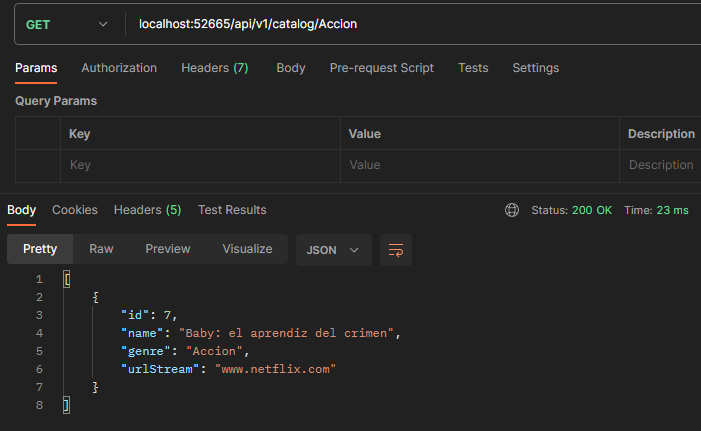 GET localhost:52665/api/v1/catalog/Accion
Params Authorization Headers (7) Body Pre-request Script Tests Settings
Query Params
Key Value Description
Key Value Description
Body Cookies Headers (5) Test Results Status: 200 OK Time: 23 ms
Pretty Raw Preview Visualize JSON
1 [
2 {
3 "id": 7,
4 "name": "Baby: el aprendiz del crimen",
5 "genre": "Accion",
6 "urlStream": "www.netflix.com"
7 }
8 ]